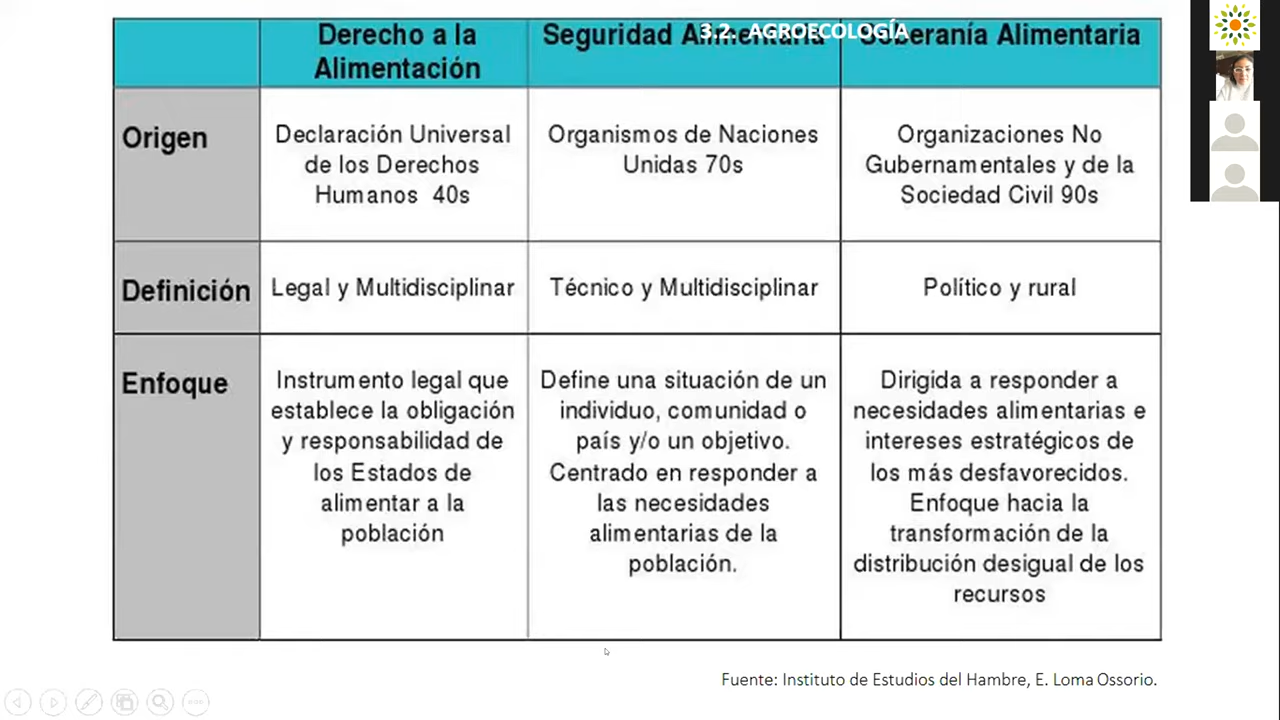 3.2. AGROECOLOGÍA
Derecho a la
Alimentación
Seguridad Alimentaria
Soberanía Alimentaria
Origen
Declaración Universal
de los Derechos
Humanos 40s
Organismos de Naciones
Unidas 70s
Organizaciones No
Gubernamentales y de la
Sociedad Civil 90s
Definición
Legal y Multidisciplinar
Técnico y Multidisciplinar
Político y rural
Enfoque
Instrumento legal que
establece la obligación
y responsabilidad de
los Estados de
alimentar a la
población
Define una situación de un
individuo, comunidad o
país y/o un objetivo.
Centrado en responder a
las necesidades
alimentarias de la
población.
Dirigida a responder a
necesidades alimentarias e
intereses estratégicos de
los más desfavorecidos.
Enfoque hacia la
transformación de la
distribución desigual de los
recursos
Fuente: Instituto de Estudios del Hambre, E. Loma Ossorio.